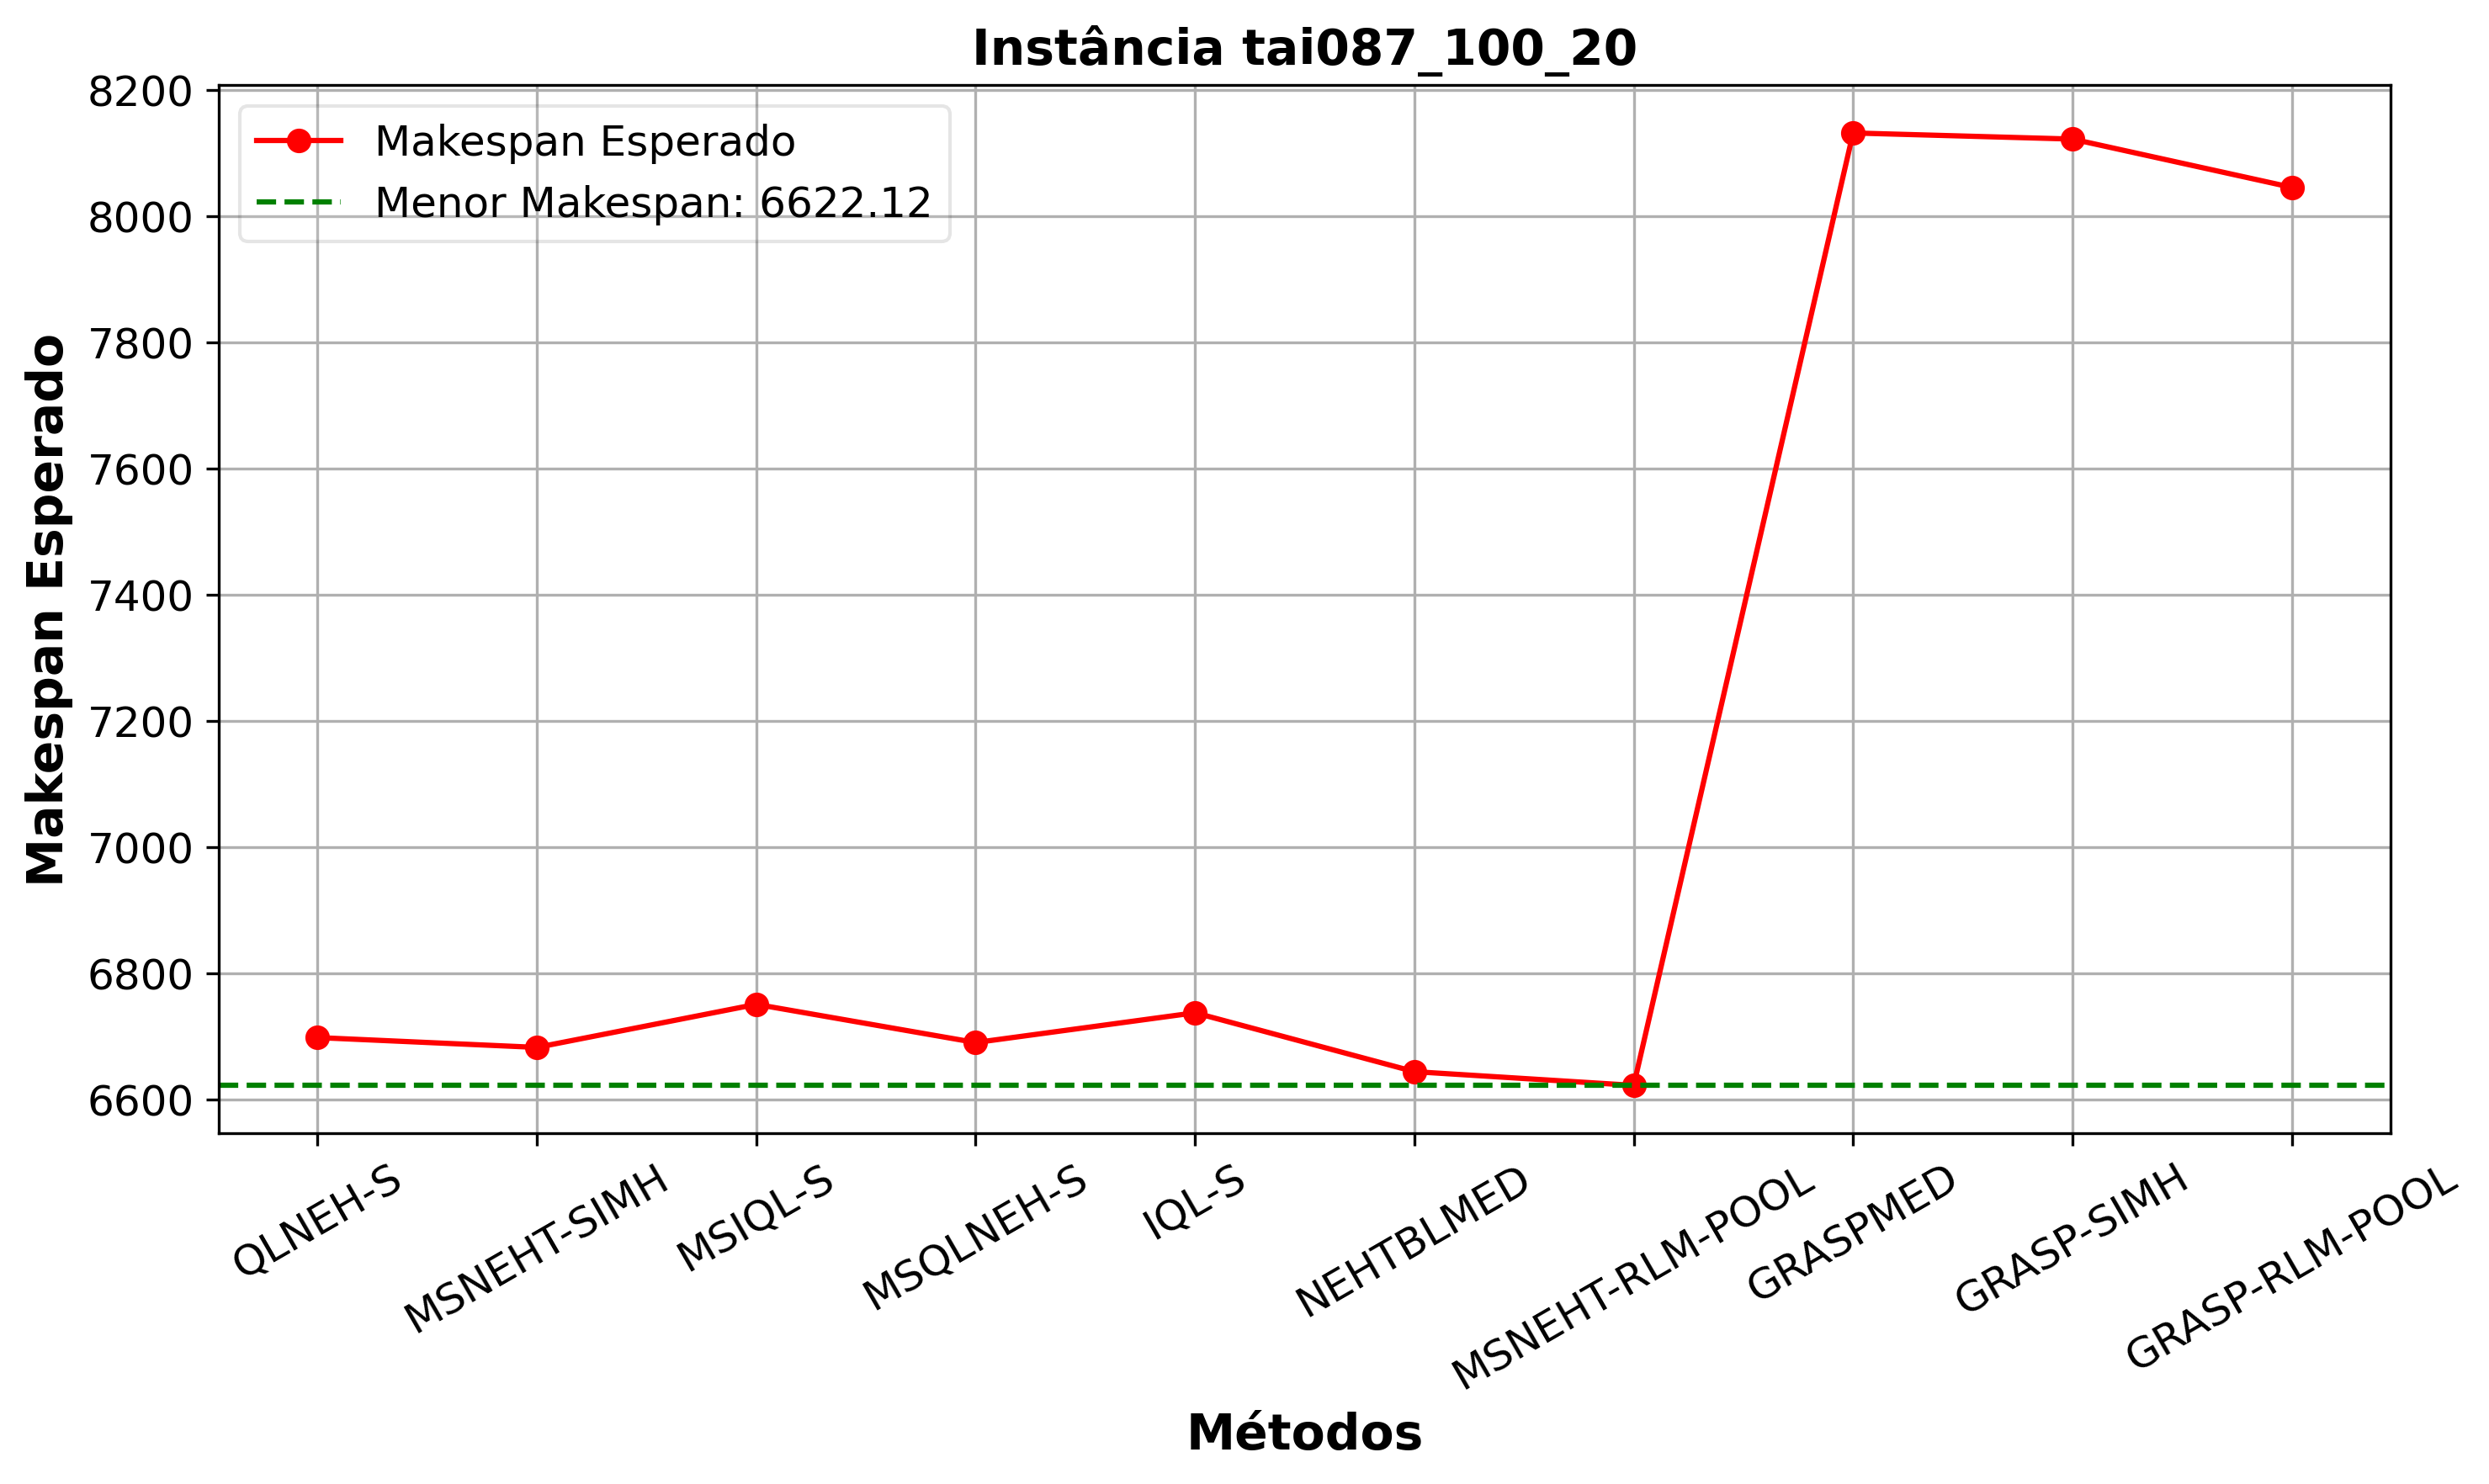 Instância tai087_100_20
Makespan Esperado
Menor Makespan: 6622.12
Makespan Esperado
8200
8000
7800
7600
7400
7200
7000
6800
6600
QLNEH-S
MSNEHT-SIMH
MSIQL-S
MSQLNEH-S
IQL-S
NEHTBLMED
MSNEHT-RLM-POOL
GRASPMED
GRASP-SIMH
GRASP-RLM-POOL
Métodos